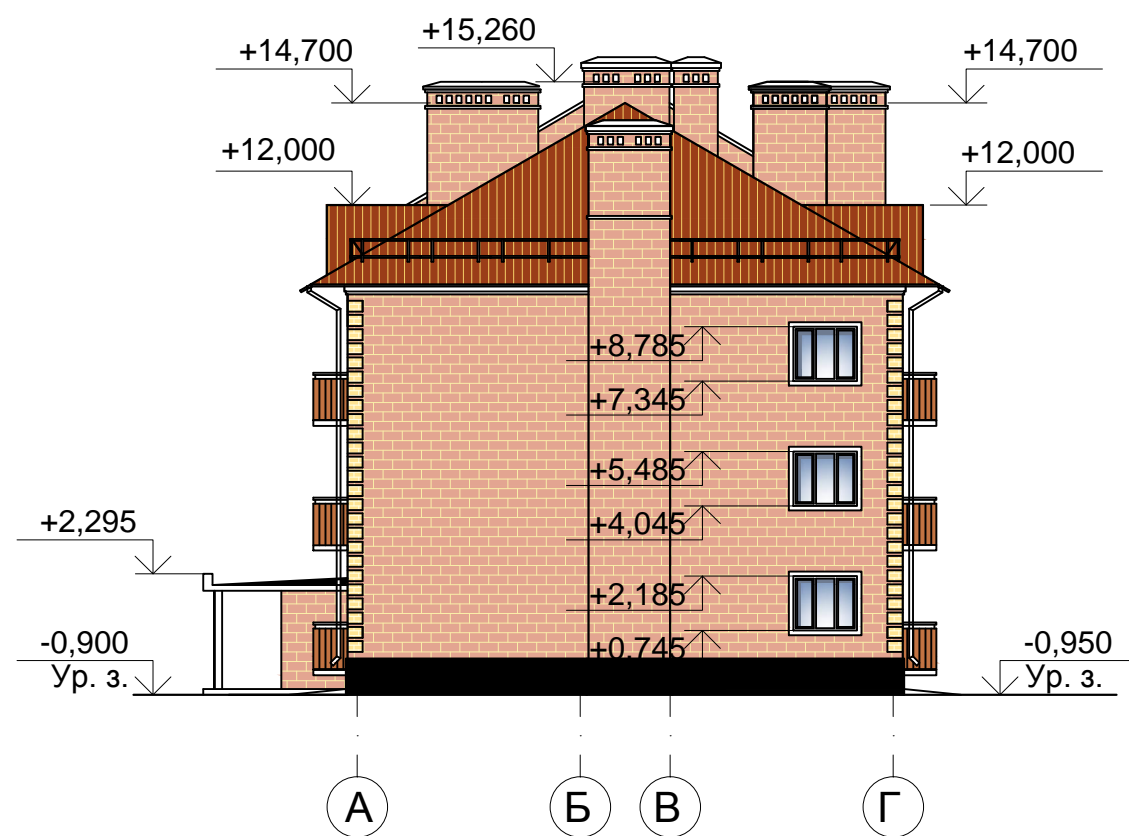 +15,260
+14,700
+14,700
+12,000
+12,000
+8,785
+7,345
+5,485
+4,045
+2,295
+2,185
+0,745
-0,900
Ур. з.
-0,950
Ур. з.
А
Б
В
Г